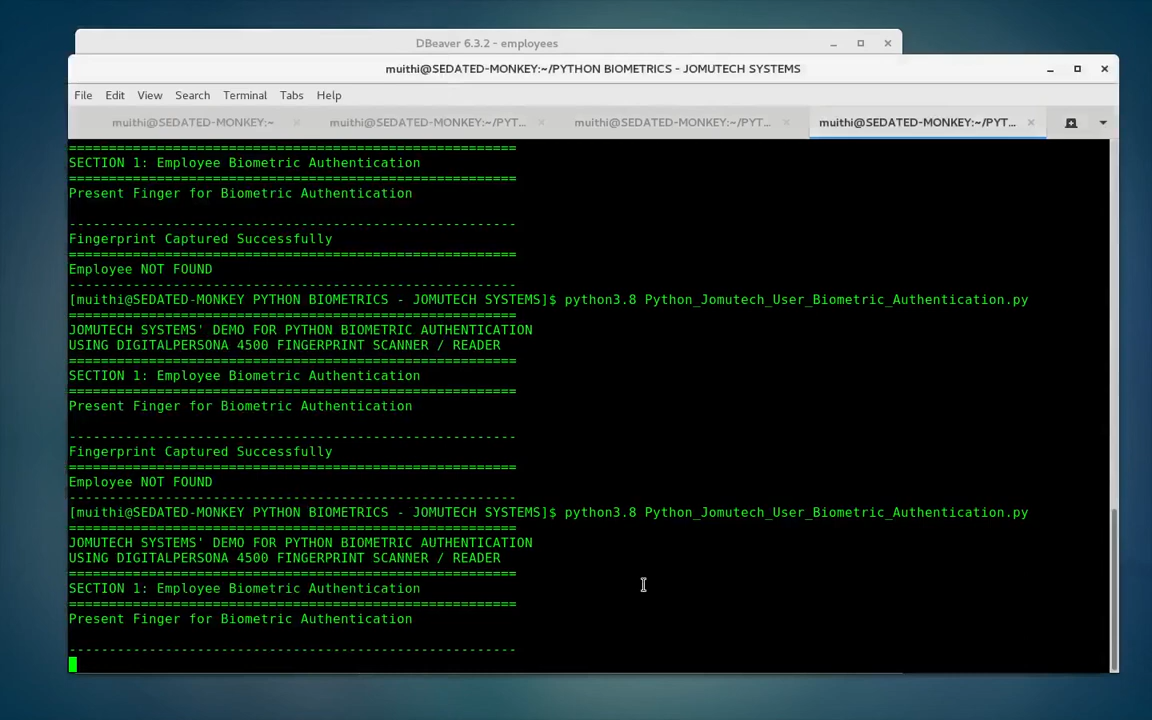 DBeaver 6.3.2 - employees
muithi@SEDATED-MONKEY:~/PYTHON BIOMETRICS - JOMUTECH SYSTEMS
File Edit View Search Terminal Tabs Help
muithi@SEDATED-MONKEY:~ muithi@SEDATED-MONKEY:~/PYT... muithi@SEDATED-MONKEY:~/PYT... muithi@SEDATED-MONKEY:~/PYT...
========================================================
SECTION 1: Employee Biometric Authentication
========================================================
Present Finger for Biometric Authentication
--------------------------------------------------------
Fingerprint Captured Successfully
========================================================
Employee NOT FOUND
--------------------------------------------------------
[muithi@SEDATED-MONKEY PYTHON BIOMETRICS - JOMUTECH SYSTEMS]$ python3.8 Python_Jomutech_User_Biometric_Authentication.py
========================================================
JOMUTECH SYSTEMS' DEMO FOR PYTHON BIOMETRIC AUTHENTICATION
USING DIGITALPERSONA 4500 FINGERPRINT SCANNER / READER
========================================================
SECTION 1: Employee Biometric Authentication
========================================================
Present Finger for Biometric Authentication
--------------------------------------------------------
Fingerprint Captured Successfully
========================================================
Employee NOT FOUND
--------------------------------------------------------
[muithi@SEDATED-MONKEY PYTHON BIOMETRICS - JOMUTECH SYSTEMS]$ python3.8 Python_Jomutech_User_Biometric_Authentication.py
========================================================
JOMUTECH SYSTEMS' DEMO FOR PYTHON BIOMETRIC AUTHENTICATION
USING DIGITALPERSONA 4500 FINGERPRINT SCANNER / READER
========================================================
SECTION 1: Employee Biometric Authentication
========================================================
Present Finger for Biometric Authentication
--------------------------------------------------------